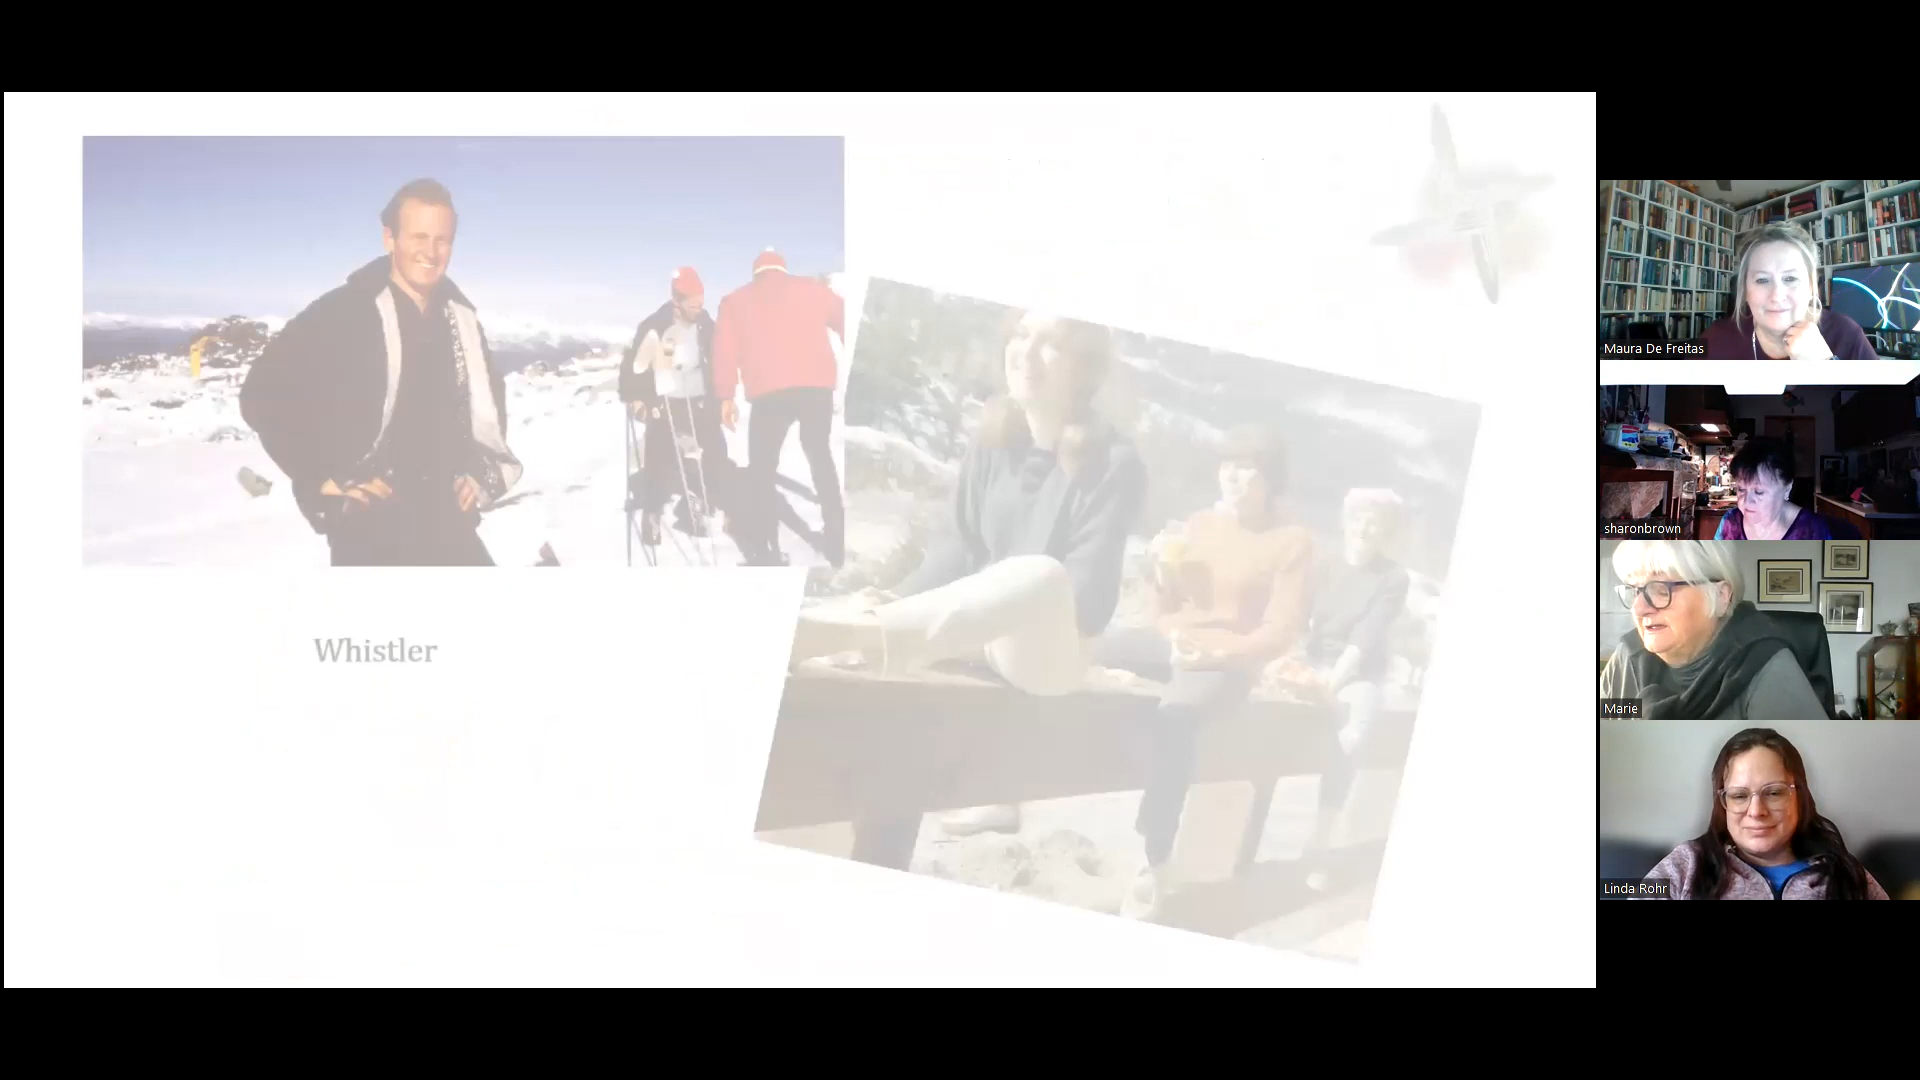 Whistler
Maura De Freitas
sharonbrown
Marie
Linda Rohr